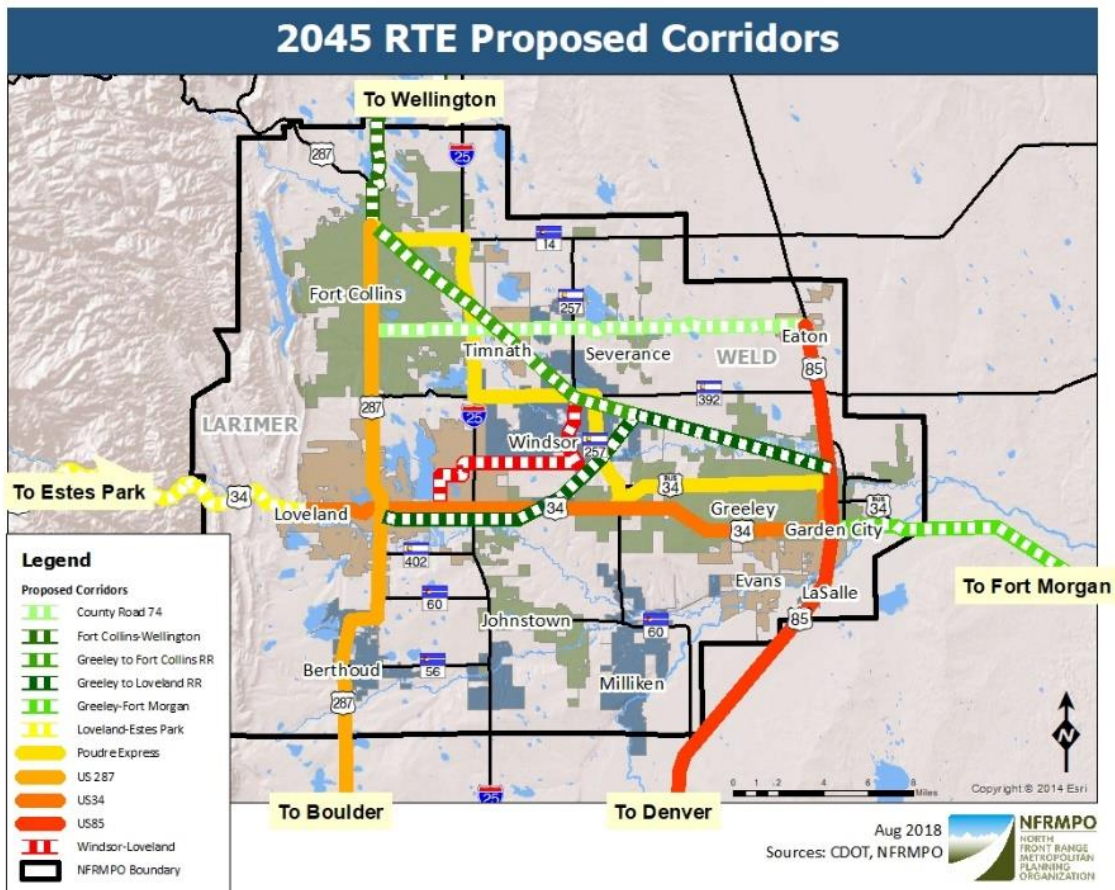 2045 RTE Proposed Corridors
To Wellington
287
25
14
Fort Collins
257
Timnath
Severance
Eaton
WELD
85
287
25
392
LARIMER
Windsor
257
To Estes Park
34
BUS 34
Loveland
34
Greeley
34
BUS 34
Garden City
402
Evans
LaSalle
To Fort Morgan
60
Johnstown
60
85
Berthoud
56
Milliken
287
N
25
0 1 2 4 6 8
Miles
Copyright © 2014 Esri
To Boulder
To Denver
Legend
Proposed Corridors
County Road 74
Fort Collins-Wellington
Greeley to Fort Collins RR
Greeley to Loveland RR
Greeley-Fort Morgan
Loveland-Estes Park
Poudre Express
US 287
US34
US85
Windsor-Loveland
NFRMPO Boundary
Aug 2018
Sources: CDOT, NFRMPO
NFRMPO
NORTH
FRONT RANGE
METROPOLITAN
PLANNING
ORGANIZATION